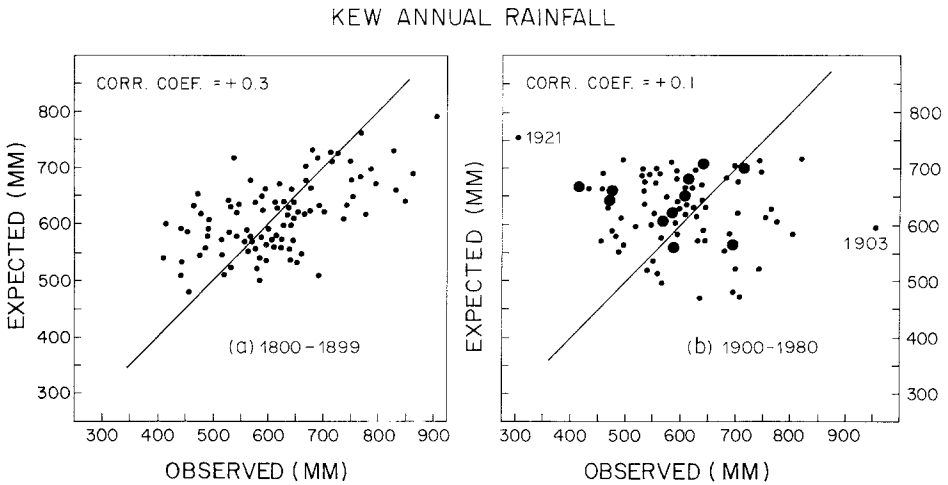 KEW ANNUAL RAINFALL
CORR. COEF. = +0.3
EXPECTED (MM)
800
700
600
500
400
300
(a) 1800-1899
300 400 500 600 700 800 900
OBSERVED (MM)
CORR. COEF. = +0.1
1921
1903
EXPECTED (MM)
800
700
600
500
400
300
(b) 1900-1980
300 400 500 600 700 800 900
OBSERVED (MM)